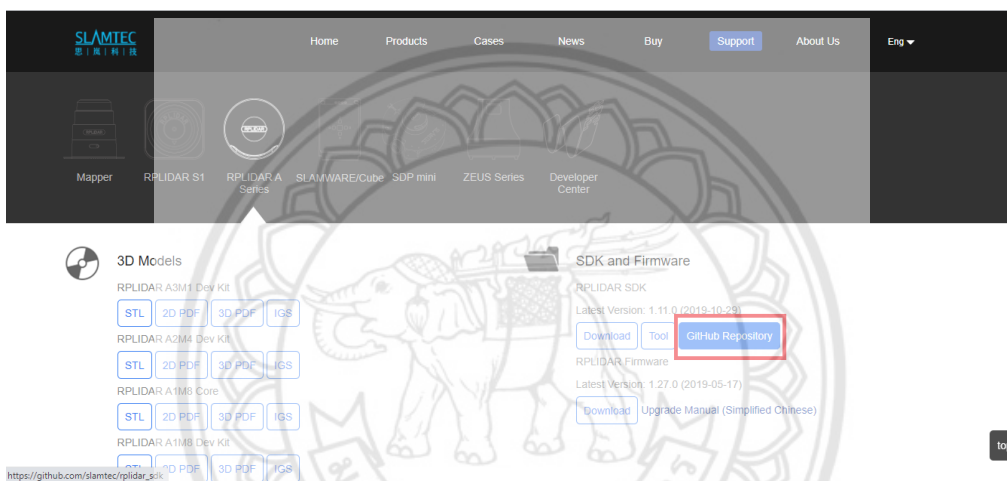 SLAMTEC
思 | 岚 | 科 | 技
Home Products Cases News Buy Support About Us Eng
RPLIDAR
Mapper RPLIDAR S1 RPLIDAR A Series SLAMWARE/Cube SDP mini ZEUS Series Developer Center
3D Models
RPLIDAR A3M1 Dev Kit
STL 2D PDF 3D PDF IGS
RPLIDAR A2M4 Dev Kit
STL 2D PDF 3D PDF IGS
RPLIDAR A1M8 Core
STL 2D PDF 3D PDF IGS
RPLIDAR A1M8 Dev Kit
STL 2D PDF 3D PDF IGS
SDK and Firmware
RPLIDAR SDK
Latest Version: 1.11.0 (2019-10-29)
Download Tool GitHub Repository
RPLIDAR Firmware
Latest Version: 1.27.0 (2019-05-17)
Download Upgrade Manual (Simplified Chinese)
to
https://github.com/slamtec/rplidar_sdk